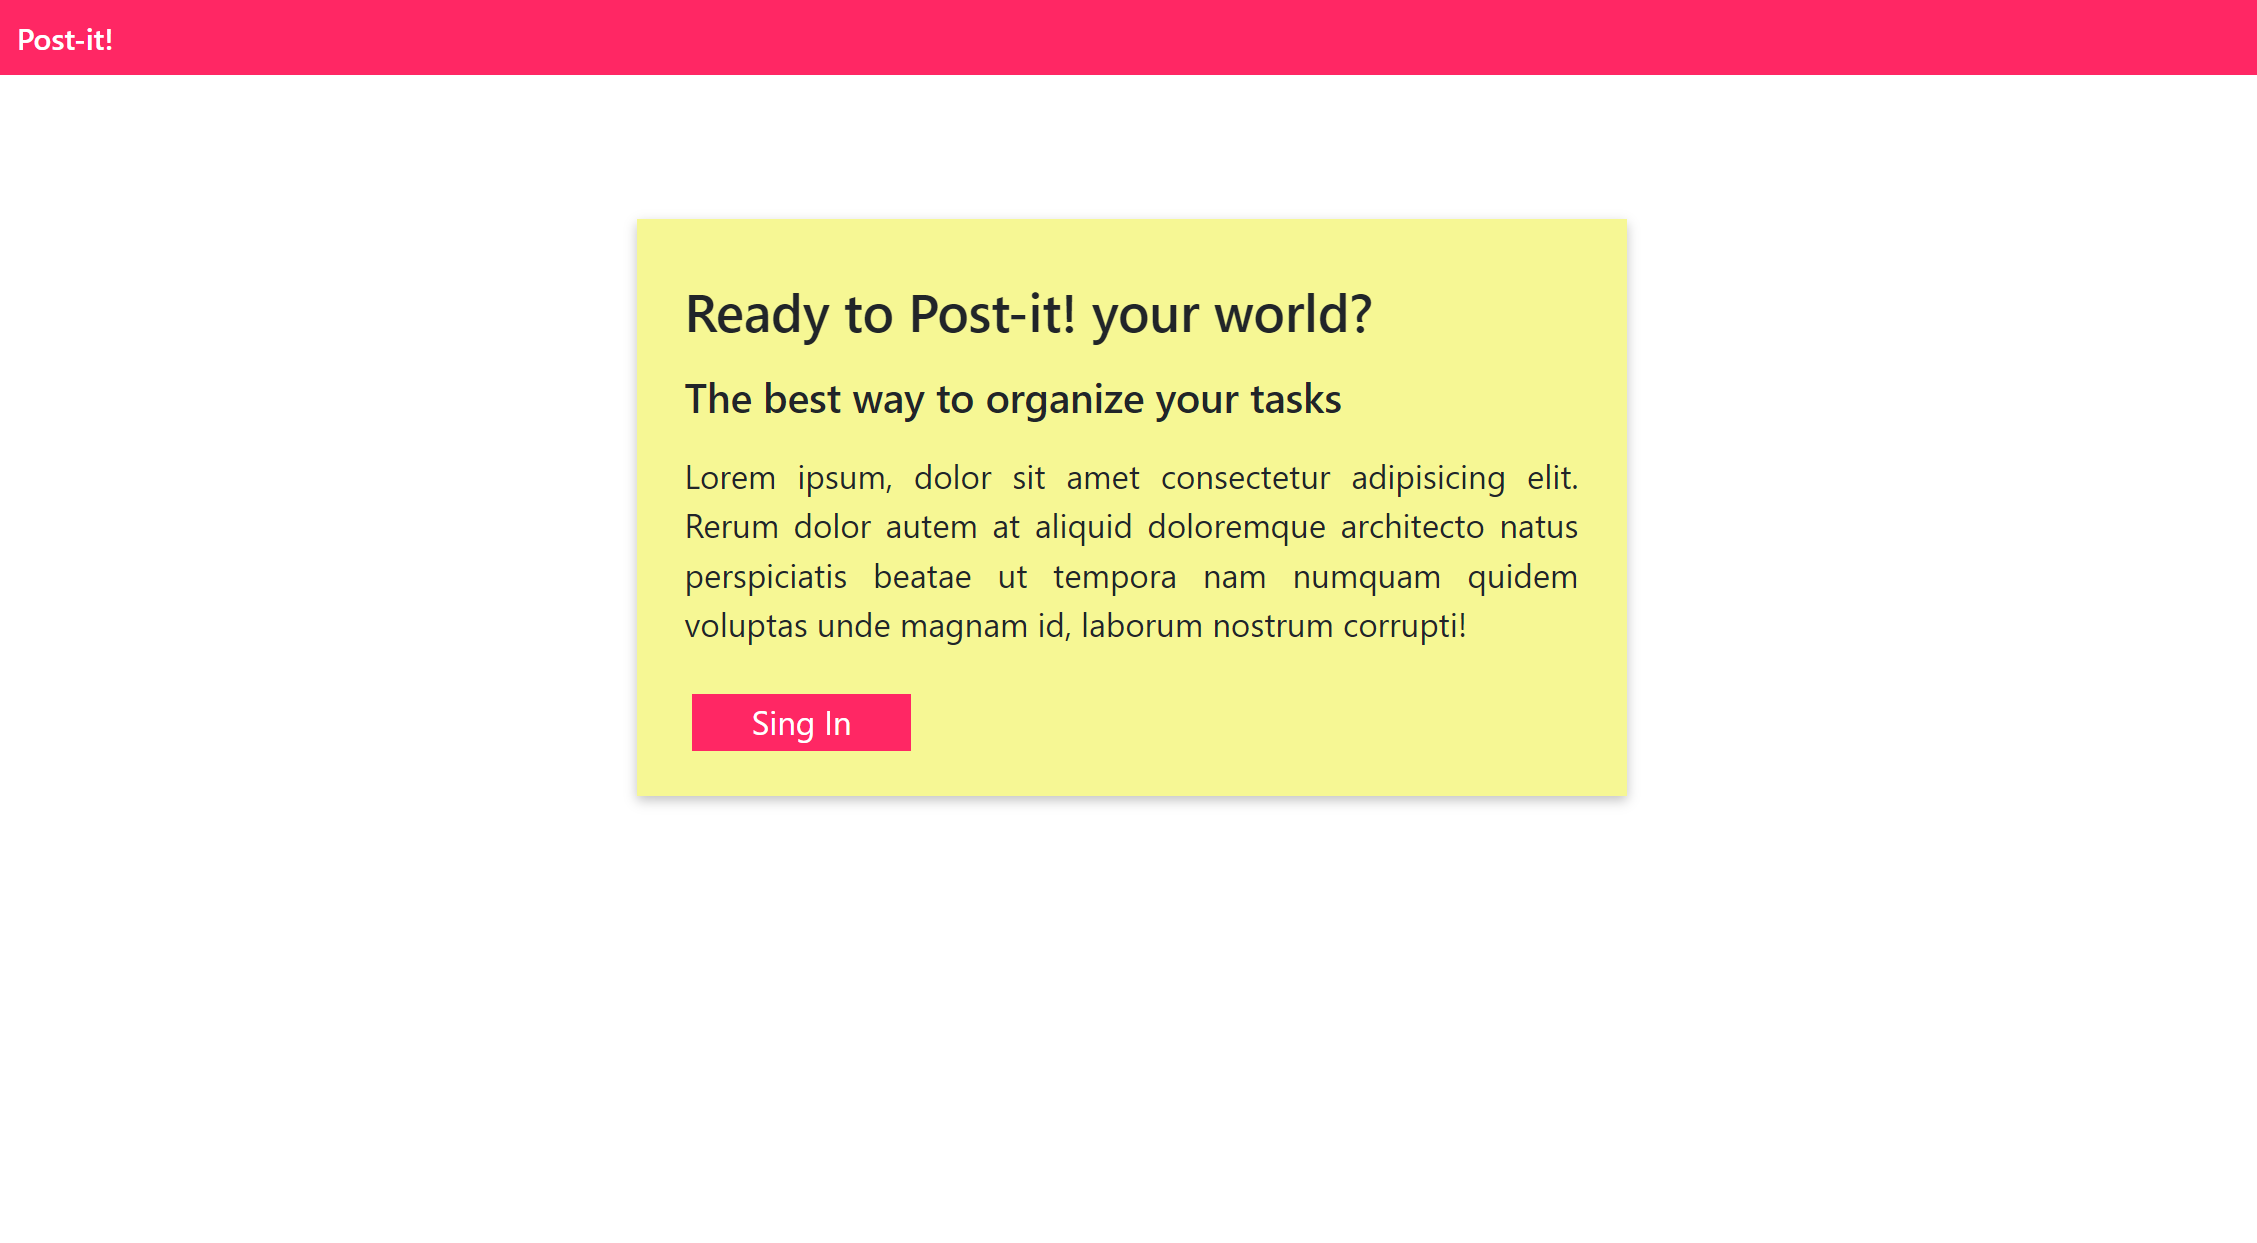 Post-it!
Ready to Post-it! your world?
The best way to organize your tasks
Lorem ipsum, dolor sit amet consectetur adipisicing elit.
Rerum dolor autem at aliquid doloremque architecto natus
perspiciatis beatae ut tempora nam numquam quidem
voluptas unde magnam id, laborum nostrum corrupti!
Sing In